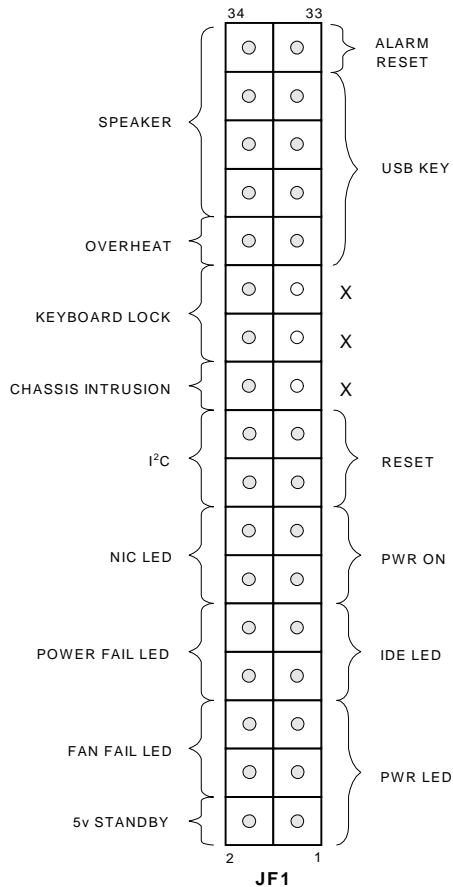 34 33
ALARM
RESET
SPEAKER
USB KEY
OVERHEAT
X
KEYBOARD LOCK
X
CHASSIS INTRUSION
X
I²C
RESET
NIC LED
PWR ON
POWER FAIL LED
IDE LED
FAN FAIL LED
PWR LED
5v STANDBY
2 1
JF1